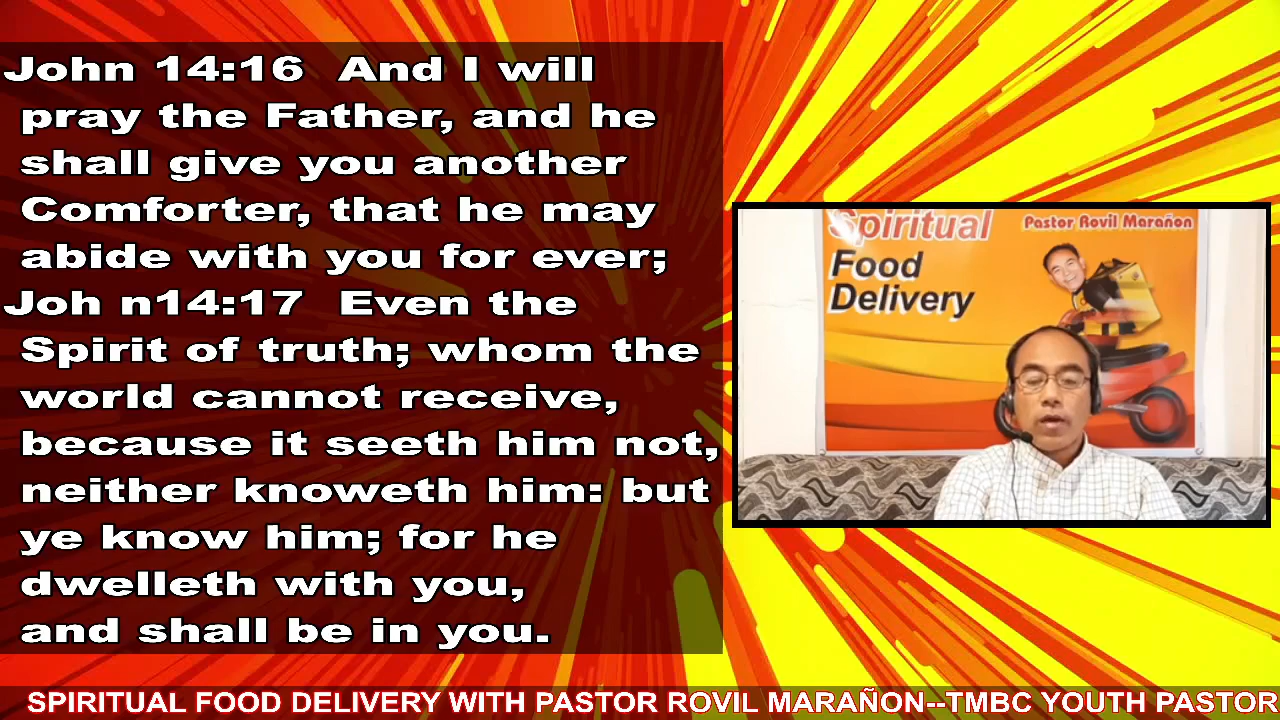 John 14:16 And I will
pray the Father, and he
shall give you another
Comforter, that he may
abide with you for ever;
Joh n14:17 Even the
Spirit of truth; whom the
world cannot receive,
because it seeth him not,
neither knoweth him: but
ye know him; for he
dwelleth with you,
and shall be in you.
Spiritual
Food
Delivery
Pastor Rovil Marañon
SPIRITUAL FOOD DELIVERY WITH PASTOR ROVIL MARAÑON--TMBC YOUTH PASTOR